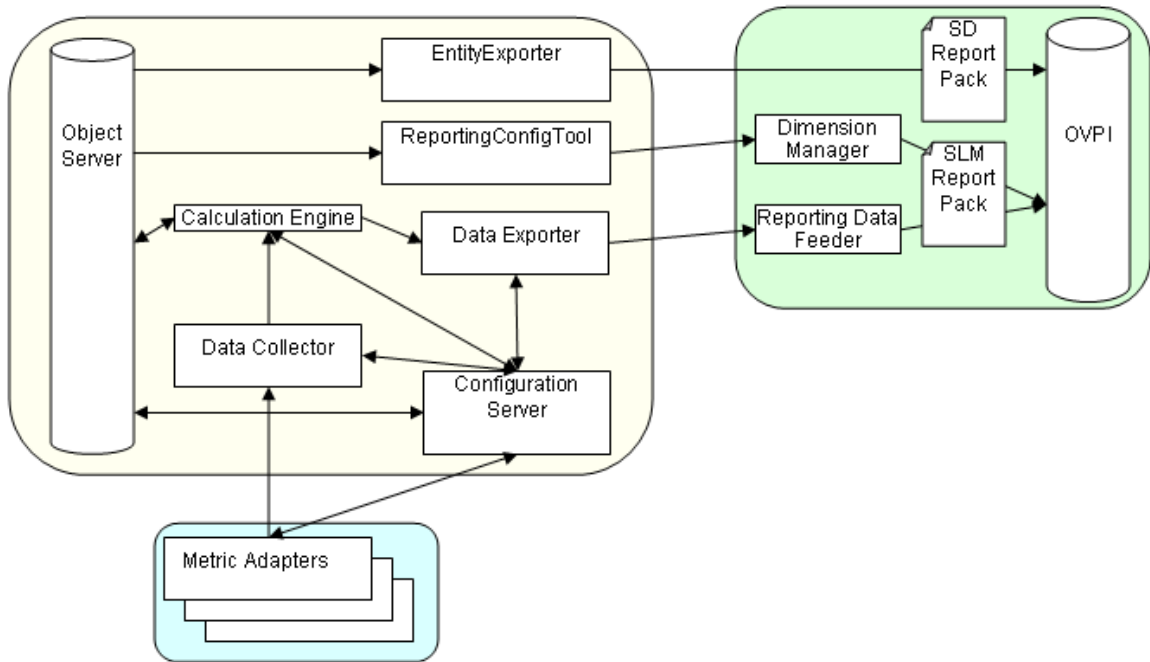 Object
Server
EntityExporter
ReportingConfigTool
Calculation Engine
Data Exporter
Data Collector
Configuration
Server
Metric Adapters
SD
Report
Pack
Dimension
Manager
SLM
Report
Pack
Reporting Data
Feeder
OVPI